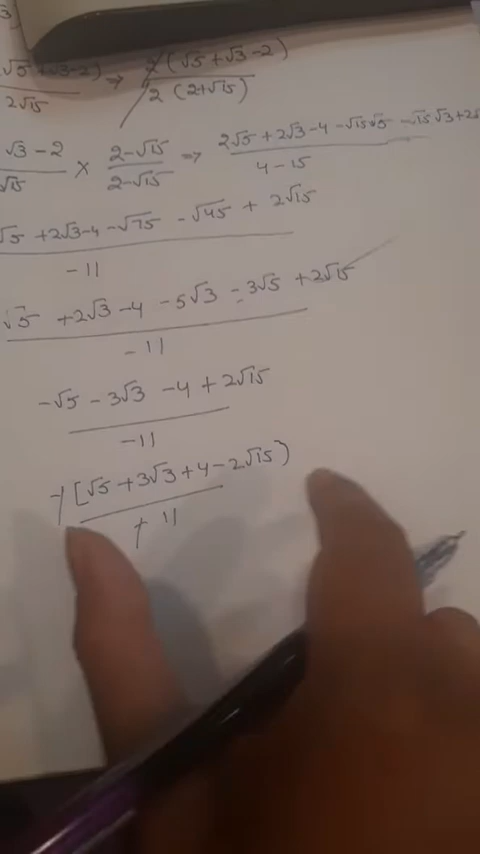 3)
√5 + √3 - 2) / 2√15 ⇒ 2(√5 + √3 - 2) / 2(2+√15)
√3 - 2 / √15 × 2-√15 / 2-√15 ⇒ 2√5 + 2√3 - 4 - √15√5 - √15√3 + 2√ / 4 - 15
√5 + 2√3 - 4 - √75 - √45 + 2√15 / -11
√5 + 2√3 - 4 - 5√3 - 3√5 + 2√15 / -11
-√5 - 3√3 - 4 + 2√15 / -11
-[√5 + 3√3 + 4 - 2√15) / - 11